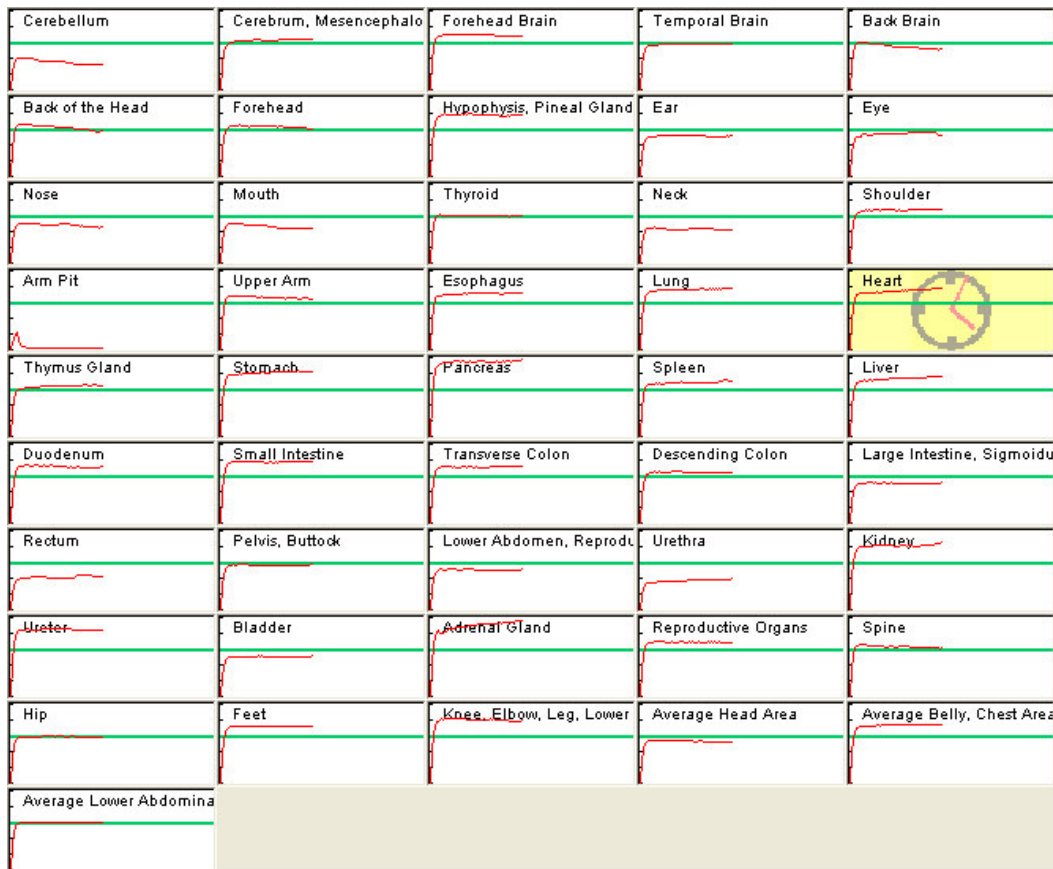 Cerebellum
Cerebrum, Mesencephalo
Forehead Brain
Temporal Brain
Back Brain
Back of the Head
Forehead
Hypophysis, Pineal Gland
Ear
Eye
Nose
Mouth
Thyroid
Neck
Shoulder
Arm Pit
Upper Arm
Esophagus
Lung
Heart
Thymus Gland
Stomach
Pancreas
Spleen
Liver
Duodenum
Small Intestine
Transverse Colon
Descending Colon
Large Intestine, Sigmoidu
Rectum
Pelvis, Buttock
Lower Abdomen, Reprodu
Urethra
Kidney
Ureter
Bladder
Adrenal Gland
Reproductive Organs
Spine
Hip
Feet
Knee, Elbow, Leg, Lower
Average Head Area
Average Belly, Chest Area
Average Lower Abdomina